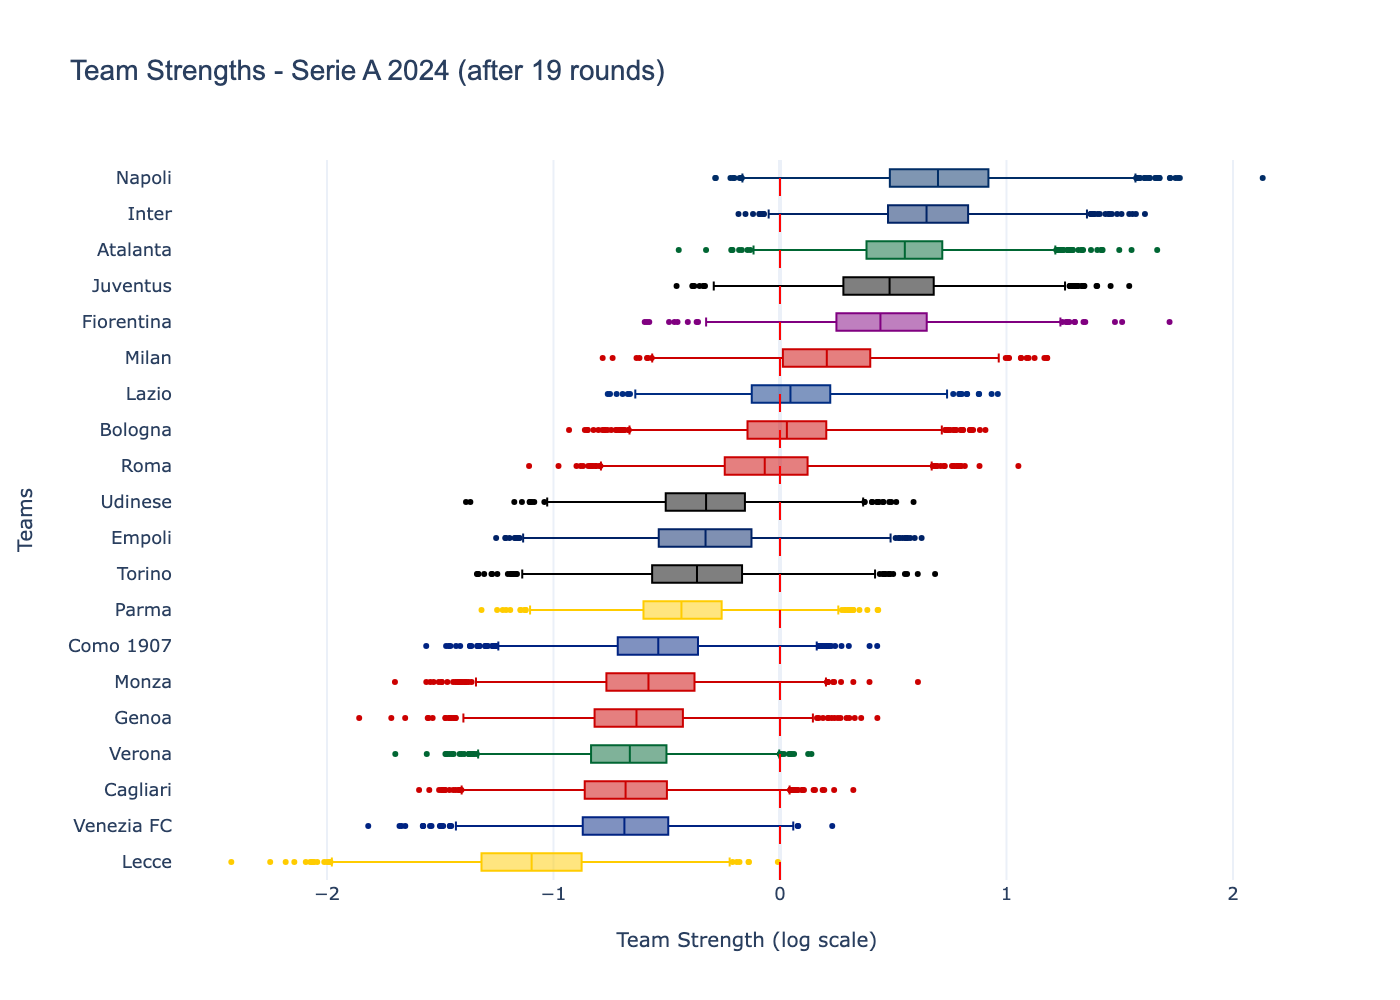 Team Strengths - Serie A 2024 (after 19 rounds)
Napoli
Inter
Atalanta
Juventus
Fiorentina
Milan
Lazio
Bologna
Roma
Udinese
Empoli
Torino
Parma
Como 1907
Monza
Genoa
Verona
Cagliari
Venezia FC
Lecce
Teams
−2 −1 0 1 2
Team Strength (log scale)